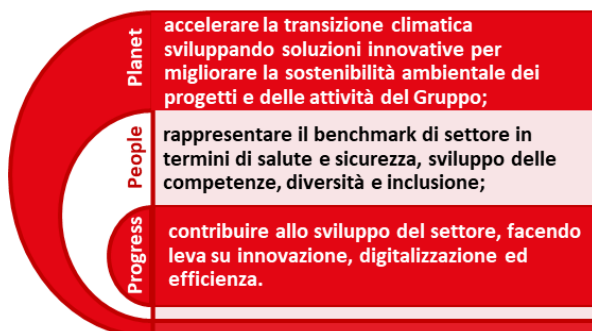 Planet
accelerare la transizione climatica
sviluppando soluzioni innovative per
migliorare la sostenibilità ambientale dei
progetti e delle attività del Gruppo;
People
rappresentare il benchmark di settore in
termini di salute e sicurezza, sviluppo delle
competenze, diversità e inclusione;
Progress
contribuire allo sviluppo del settore, facendo
leva su innovazione, digitalizzazione ed
efficienza.